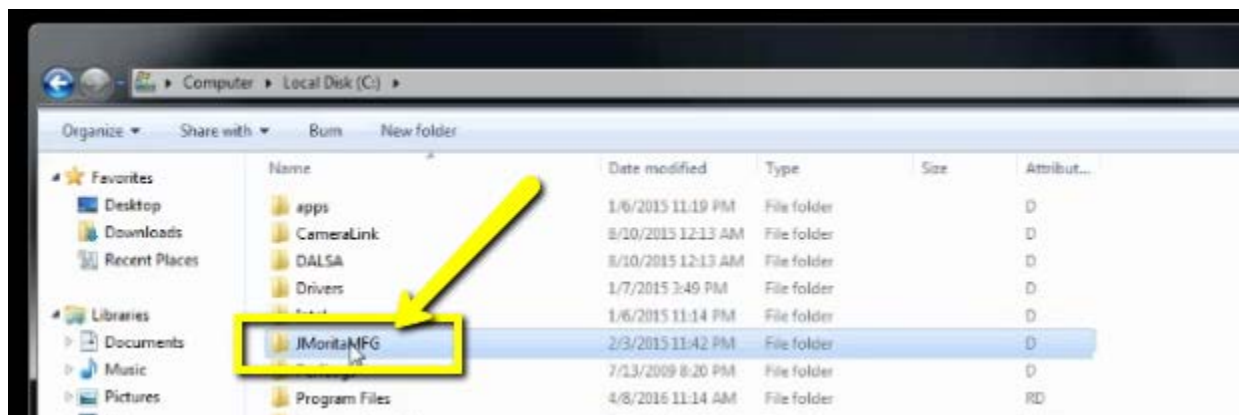 Computer ▸ Local Disk (C:) ▸
Organize Share with Burn New folder
Name Date modified Type Size Attribut...
Favorites
Desktop apps 1/6/2015 11:19 PM File folder D
Downloads CameraLink 8/10/2015 12:13 AM File folder D
Recent Places DALSA 8/10/2015 12:13 AM File folder D
Drivers 1/7/2015 3:49 PM File folder D
Libraries 1/6/2015 11:14 PM File folder D
Documents JMoritaMFG 2/3/2015 11:42 PM File folder D
Music 7/13/2009 8:20 PM File folder D
Pictures Program Files 4/8/2016 11:14 AM File folder RD